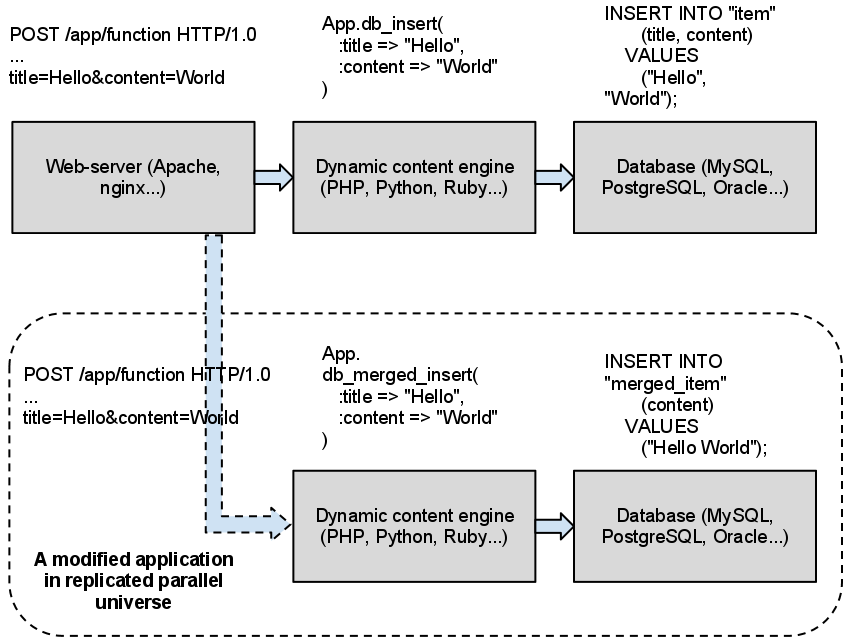 POST /app/function HTTP/1.0
...
title=Hello&content=World
App.db_insert(
:title => "Hello",
:content => "World"
)
INSERT INTO "item"
(title, content)
VALUES
("Hello",
"World");
Web-server (Apache,
nginx...)
Dynamic content engine
(PHP, Python, Ruby...)
Database (MySQL,
PostgreSQL, Oracle...)
POST /app/function HTTP/1.0
...
title=Hello&content=World
App.
db_merged_insert(
:title => "Hello",
:content => "World"
)
INSERT INTO
"merged_item"
(content)
VALUES
("Hello World");
Dynamic content engine
(PHP, Python, Ruby...)
Database (MySQL,
PostgreSQL, Oracle...)
A modified application
in replicated parallel
universe